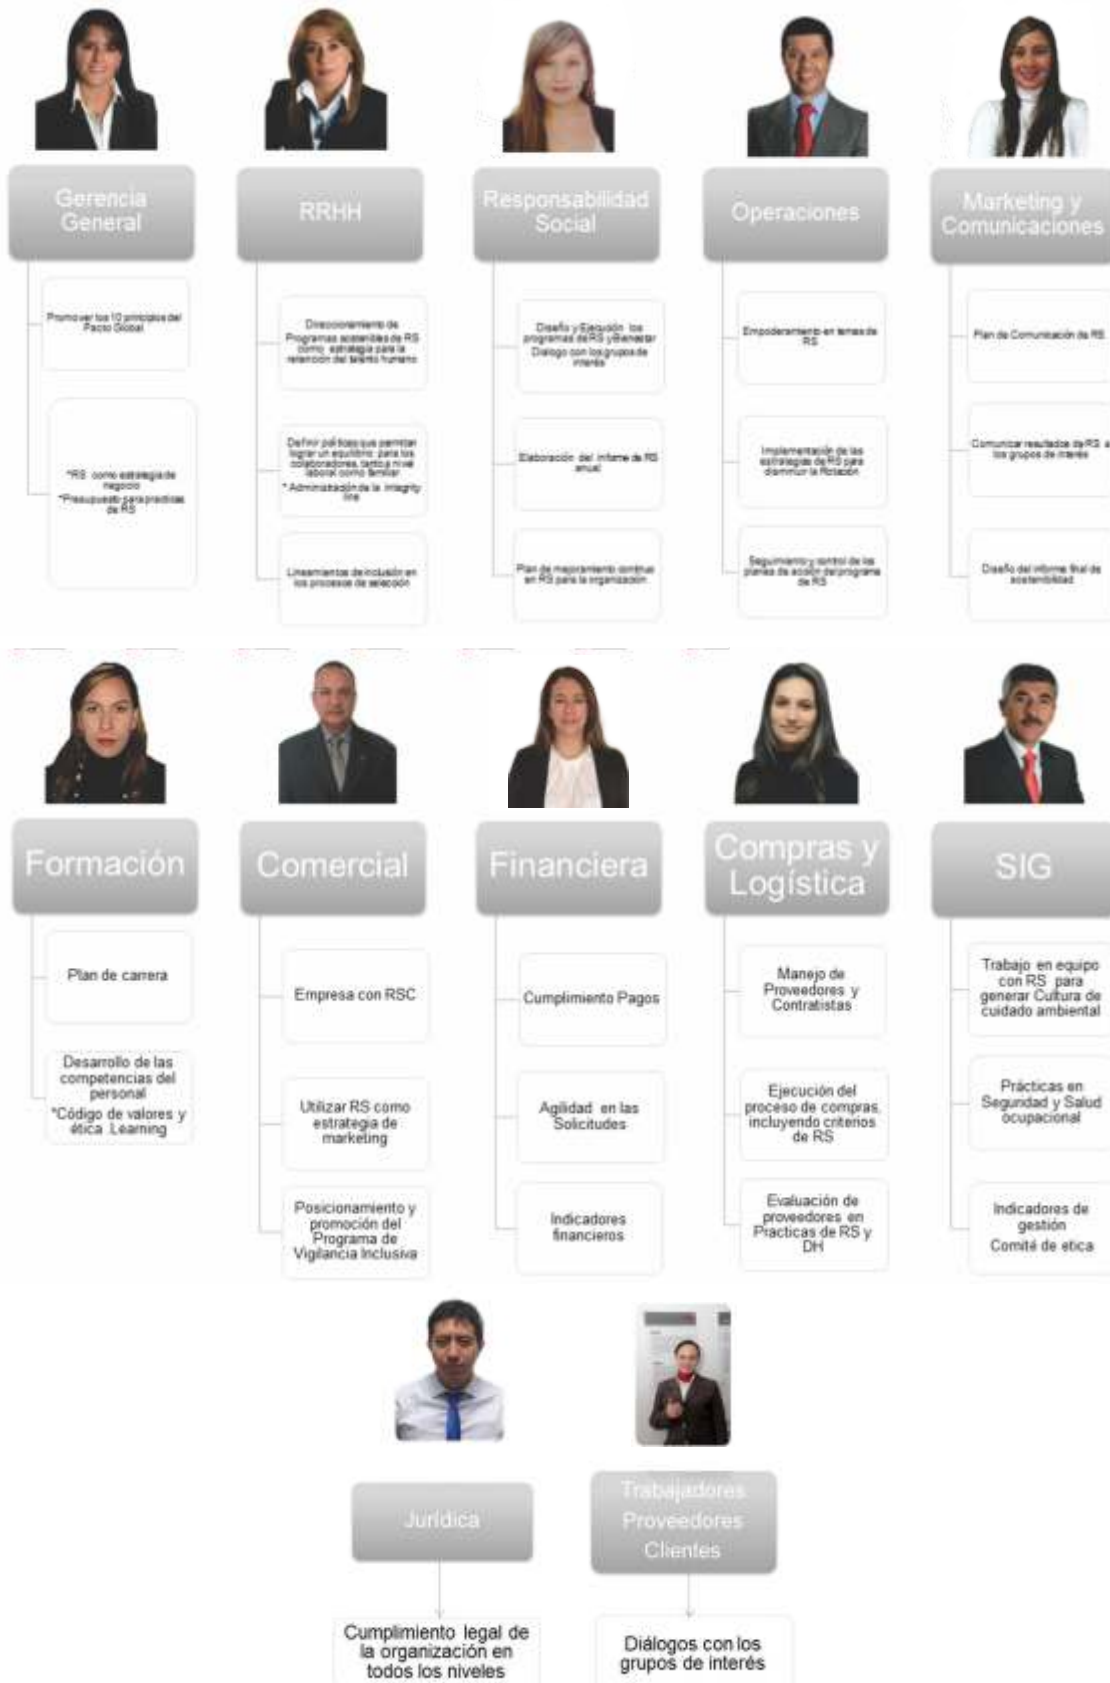 Gerencia
General
Promover los 10 principios del
Pacto Global
*RS como estrategia de
negocio
*Presupuesto para practicas
de RS
RRHH
Direccionamiento de
Programas sostenibles de RS
como estrategia para la
retención del talento humano
Definir políticas que permitan
lograr un equilibrio para los
colaboradores, tanto a nivel
laboral como familiar
* Administración de la integrity
line
Lineamientos de inclusión en
los procesos de selección
Responsabilidad
Social
Diseño y Ejecución los
programas de RS y Bienestar
Dialogo con los grupos de
interés
Elaboración del informe de RS
anual
Plan de mejoramiento continuo
en RS para la organización
Operaciones
Empoderamiento en temas de
RS
Implementación de las
estrategias de RS para
disminuir la Rotación
Seguimiento y control de los
planes de acción del programa
de RS
Marketing y
Comunicaciones
Plan de Comunicación de RS
Comunicar resultados de RS a
los grupos de interés
Diseño del informe final de
sostenibilidad
Formación
Plan de carrera
Desarrollo de las
competencias del
personal
*Código de valores y
ética Learning
Comercial
Empresa con RSC
Utilizar RS como
estrategia de
marketing
Posicionamiento y
promoción del
Programa de
Vigilancia Inclusiva
Financiera
Cumplimiento Pagos
Agilidad en las
Solicitudes
Indicadores
financieros
Compras y
Logística
Manejo de
Proveedores y
Contratistas
Ejecución del
proceso de compras,
incluyendo criterios
de RS
Evaluación de
proveedores en
Practicas de RS y
DH
SIG
Trabajo en equipo
con RS para
generar Cultura de
cuidado ambiental
Prácticas en
Seguridad y Salud
ocupacional
Indicadores de
gestión
Comité de etica
Jurídica
Cumplimiento legal de
la organización en
todos los niveles
Trabajadores
Proveedores
Clientes
Diálogos con los
grupos de interés